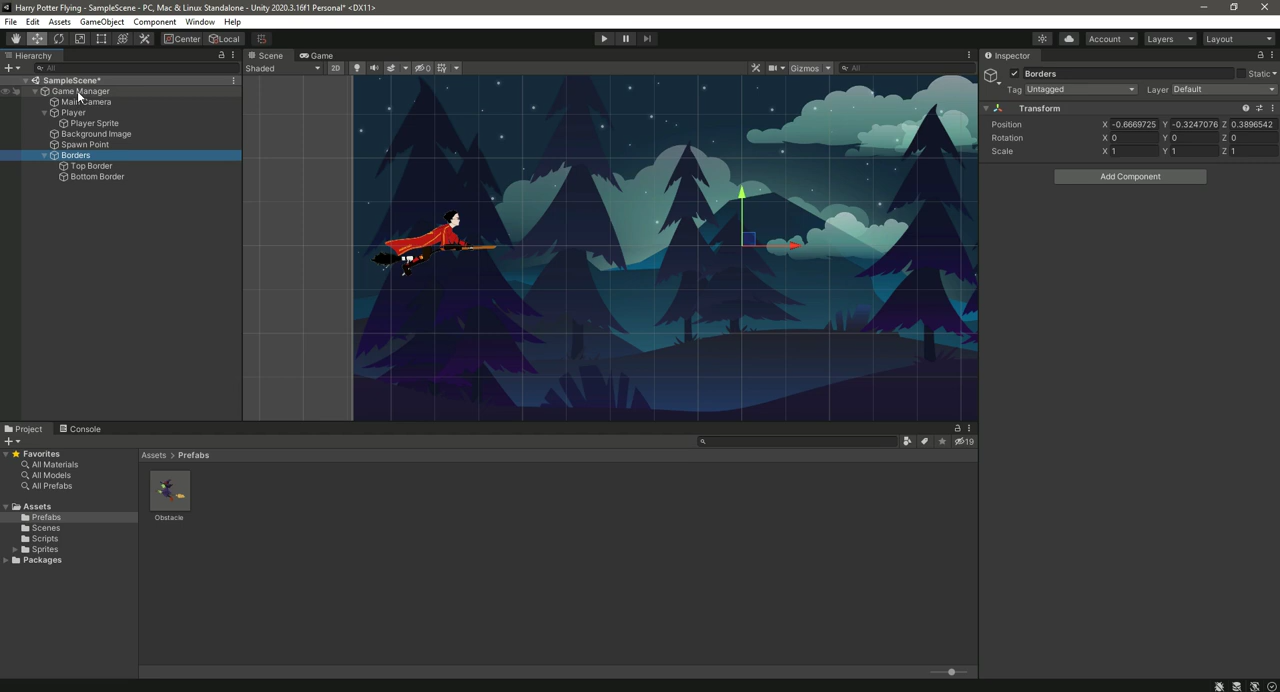 Harry Potter Flying - SampleScene - PC, Mac & Linux Standalone - Unity 2020.3.16f1 Personal* <DX11>
File Edit Assets GameObject Component Window Help
Center Local Account Layers Layout
Hierarchy Scene Game Inspector
All Shaded 2D 0 Gizmos All Borders Static
SampleScene*
Game Manager Tag Untagged Layer Default
Main Camera
Player Transform
Player Sprite Position X -0.6669725 Y -0.3247076 Z 0.3896542
Background Image Rotation X 0 Y 0 Z 0
Spawn Point Scale X 1 Y 1 Z 1
Borders
Top Border
Bottom Border Add Component
Project Console
19
Favorites Assets > Prefabs
All Materials
All Models
All Prefabs
Assets
Prefabs Obstacle
Scenes
Scripts
Sprites
Packages